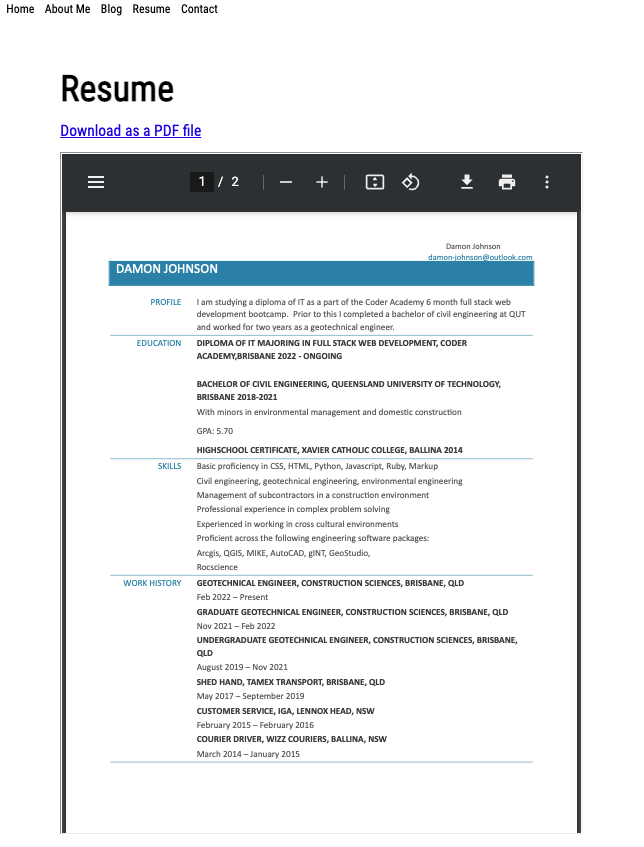 Home About Me Blog Resume Contact
Resume
Download as a PDF file
1 / 2
Damon Johnson
damon-johnson@outlook.com
DAMON JOHNSON
PROFILE I am studying a diploma of IT as a part of the Coder Academy 6 month full stack web
development bootcamp. Prior to this I completed a bachelor of civil engineering at QUT
and worked for two years as a geotechnical engineer.
EDUCATION DIPLOMA OF IT MAJORING IN FULL STACK WEB DEVELOPMENT, CODER
ACADEMY,BRISBANE 2022 - ONGOING
BACHELOR OF CIVIL ENGINEERING, QUEENSLAND UNIVERSITY OF TECHNOLOGY,
BRISBANE 2018-2021
With minors in environmental management and domestic construction
GPA: 5.70
HIGHSCHOOL CERTIFICATE, XAVIER CATHOLIC COLLEGE, BALLINA 2014
SKILLS Basic proficiency in CSS, HTML, Python, Javascript, Ruby, Markup
Civil engineering, geotechnical engineering, environmental engineering
Management of subcontractors in a construction environment
Professional experience in complex problem solving
Experienced in working in cross cultural environments
Proficient across the following engineering software packages:
Arcgis, QGIS, MIKE, AutoCAD, gINT, GeoStudio,
Rocscience
WORK HISTORY GEOTECHNICAL ENGINEER, CONSTRUCTION SCIENCES, BRISBANE, QLD
Feb 2022 – Present
GRADUATE GEOTECHNICAL ENGINEER, CONSTRUCTION SCIENCES, BRISBANE, QLD
Nov 2021 – Feb 2022
UNDERGRADUATE GEOTECHNICAL ENGINEER, CONSTRUCTION SCIENCES, BRISBANE,
QLD
August 2019 – Nov 2021
SHED HAND, TAMEX TRANSPORT, BRISBANE, QLD
May 2017 – September 2019
CUSTOMER SERVICE, IGA, LENNOX HEAD, NSW
February 2015 – February 2016
COURIER DRIVER, WIZZ COURIERS, BALLINA, NSW
March 2014 – January 2015